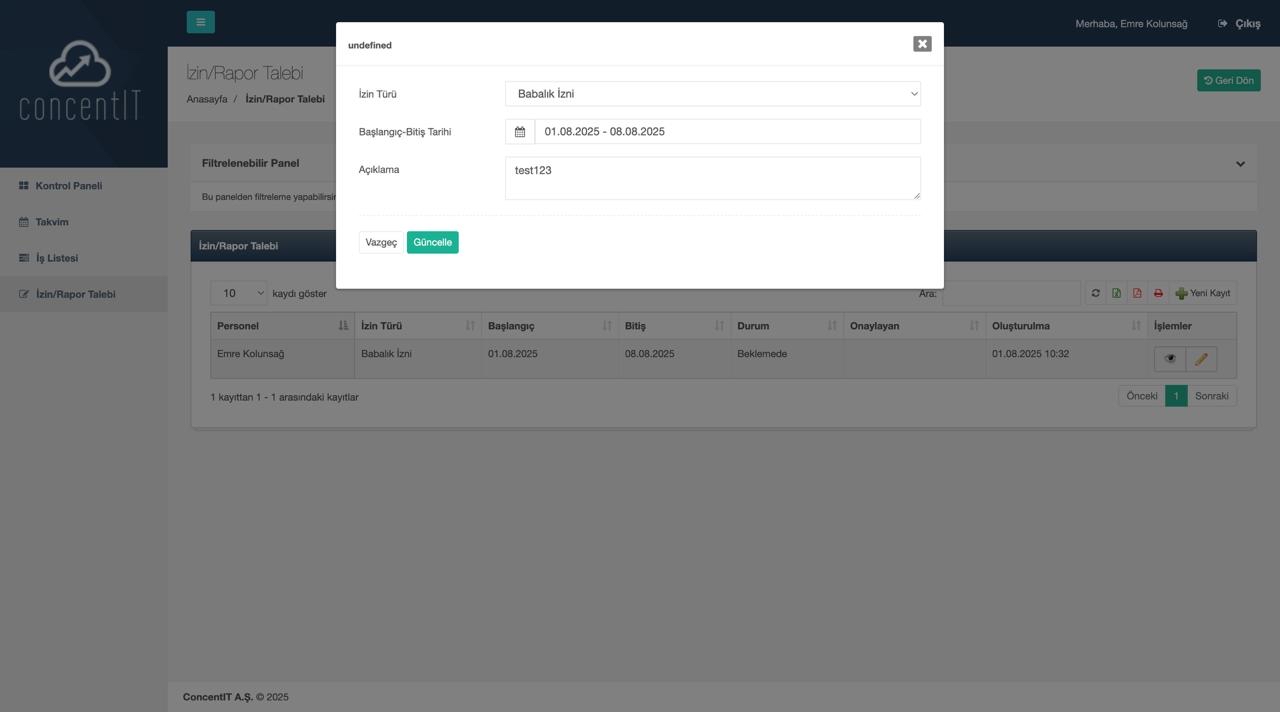 Merhaba, Emre Kolunsağ
Çıkış
concentIT
İzin/Rapor Talebi
Anasayfa / İzin/Rapor Talebi
Geri Dön
undefined
İzin Türü
Babalık İzni
Başlangıç-Bitiş Tarihi
01.08.2025 - 08.08.2025
Açıklama
test123
Vazgeç
Güncelle
Filtrelenebilir Panel
Bu panelden filtreleme
Kontrol Paneli
Takvim
İş Listesi
İzin/Rapor Talebi
İzin/Rapor Talebi
10 kaydı göster
Ara:
Yeni Kayıt
Personel İzin Türü Başlangıç Bitiş Durum Onaylayan Oluşturulma İşlemler
Emre Kolunsağ Babalık İzni 01.08.2025 08.08.2025 Beklemede 01.08.2025 10:32
1 kayıttan 1 - 1 arasındaki kayıtlar
Önceki 1 Sonraki
ConcentIT A.Ş. © 2025